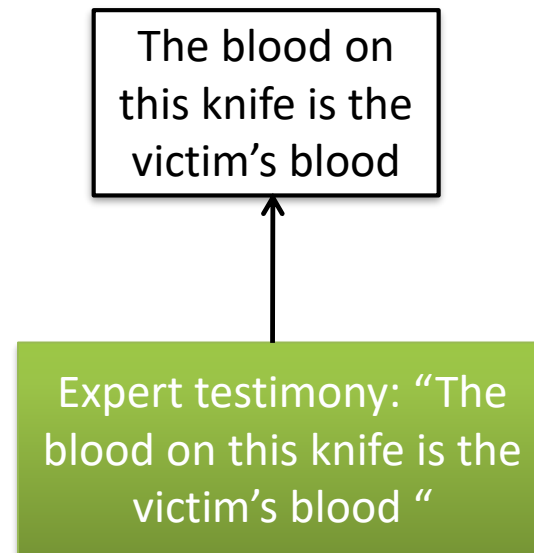 The blood on
this knife is the
victim’s blood
Expert testimony: “The
blood on this knife is the
victim’s blood “